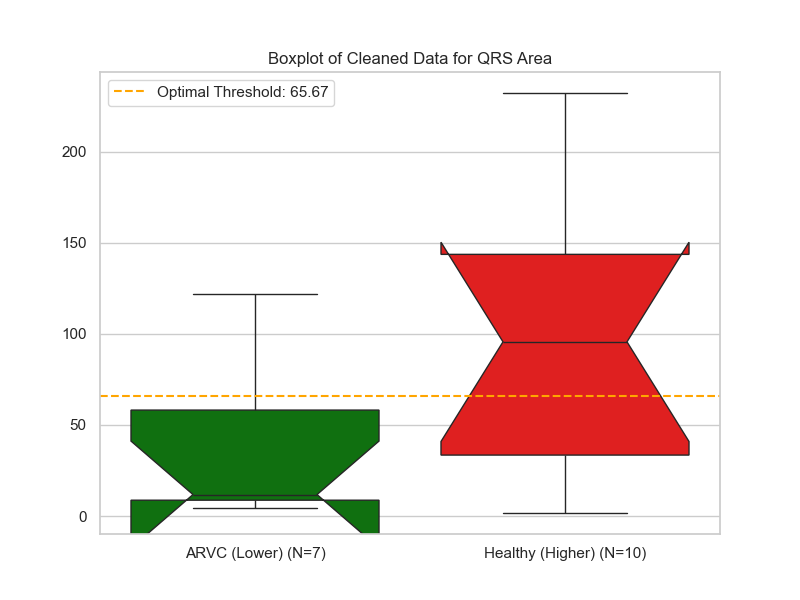 Boxplot of Cleaned Data for QRS Area
Optimal Threshold: 65.67
200
150
100
50
0
ARVC (Lower) (N=7)
Healthy (Higher) (N=10)